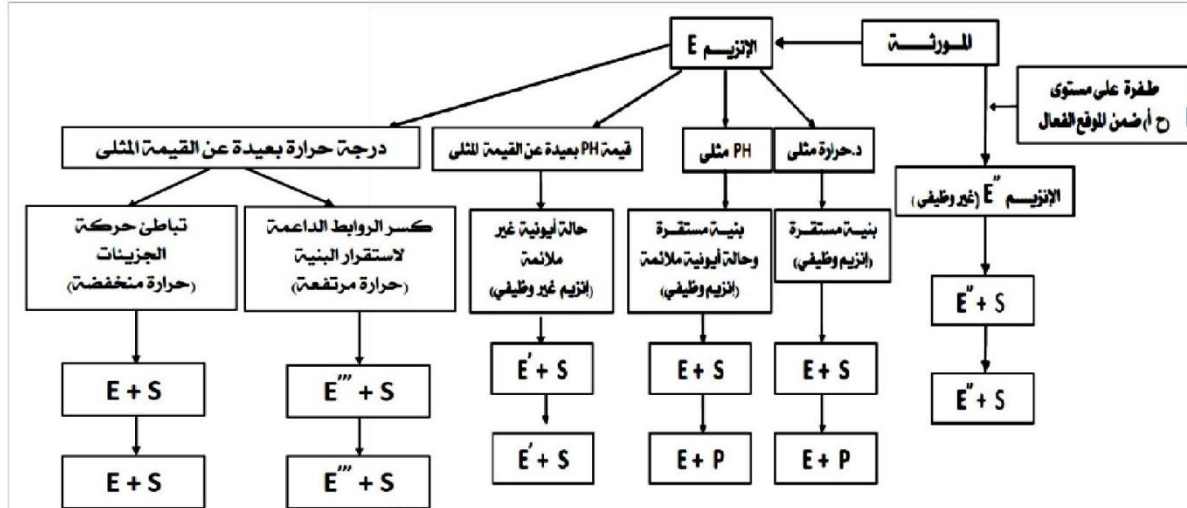 المورثة
الإنزيم E
طفرة على مستوى
ح أ ضمن الموقع الفعال
الإنزيم E'' (غير وظيفي)
E'' + S
E'' + S
د.حرارة مثلى
بنية مستقرة
(إنزيم وظيفي)
E + S
E + P
PH مثلى
بنية مستقرة
وحالة أيونية ملائمة
(إنزيم وظيفي)
E + S
E + P
قيمة PH بعيدة عن القيمة المثلى
حالة أيونية غير
ملائمة
(إنزيم غير وظيفي)
E' + S
E' + S
درجة حرارة بعيدة عن القيمة المثلى
كسر الروابط الداعمة
لاستقرار البنية
(حرارة مرتفعة)
E''' + S
E''' + S
تباطئ حركة
الجزيئات
(حرارة منخفضة)
E + S
E + S